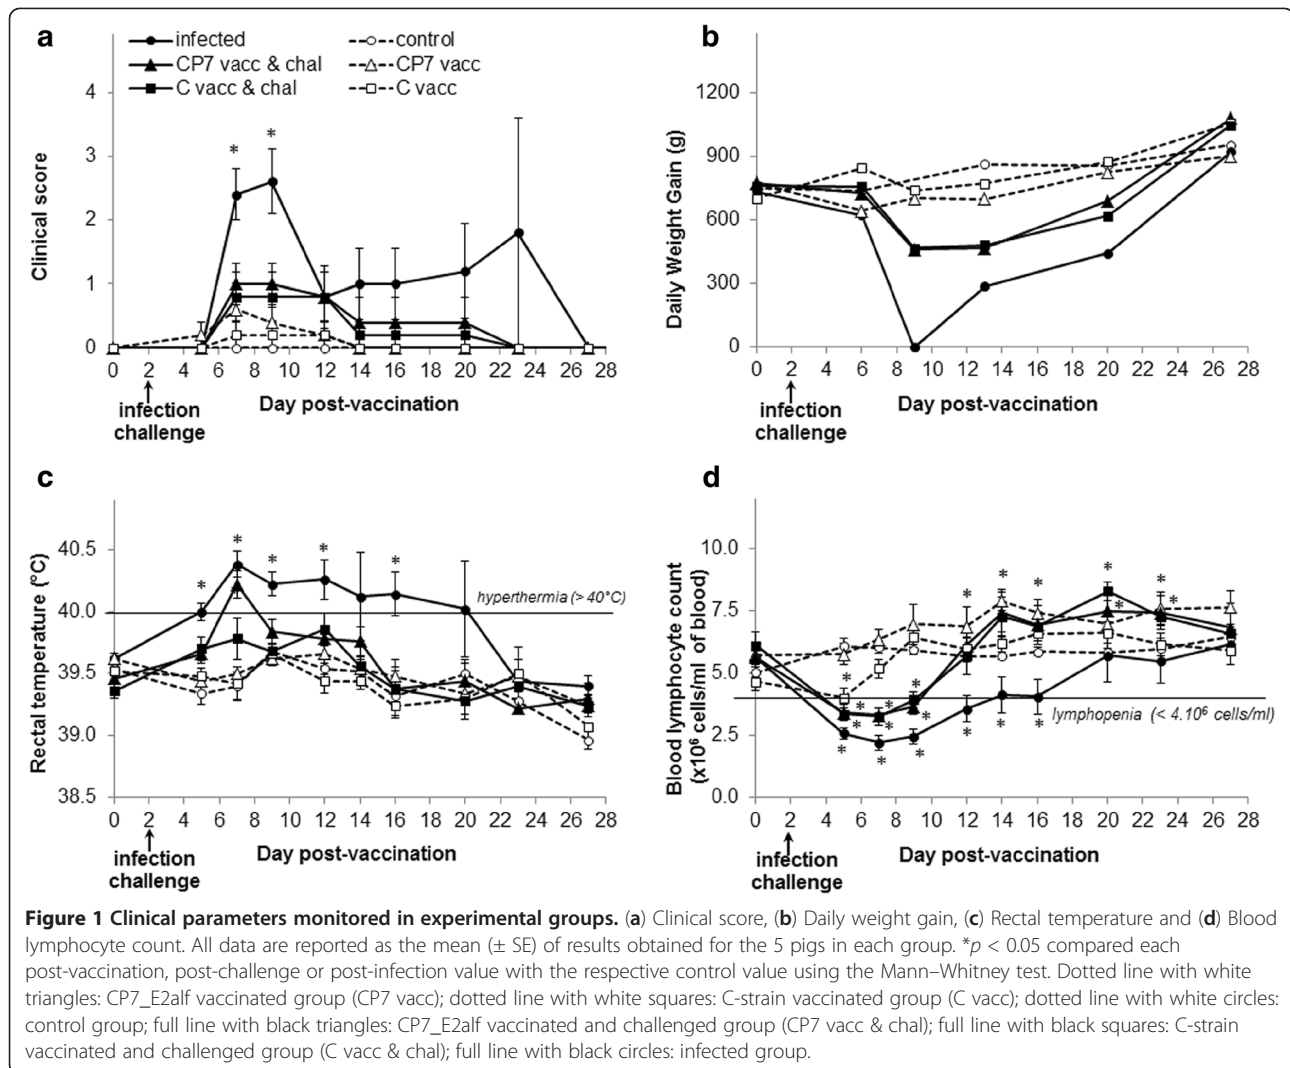 a
infected
control
CP7 vacc & chal
CP7 vacc
C vacc & chal
C vacc
Clinical score
4
3
2
1
0
* *
0 2 4 6 8 10 12 14 16 18 20 22 24 26 28
infection
challenge
Day post-vaccination
b
Daily Weight Gain (g)
1200
900
600
300
0
0 2 4 6 8 10 12 14 16 18 20 22 24 26 28
infection
challenge
Day post-vaccination
c
Rectal temperature (°C)
40.5
40.0
39.5
39.0
38.5
* * * * *
hyperthermia (> 40°C)
0 2 4 6 8 10 12 14 16 18 20 22 24 26 28
infection
challenge
Day post-vaccination
d
Blood lymphocyte count
(x10⁶ cells/ml of blood)
10.0
7.5
5.0
2.5
0.0
* * * * * * *
* * * * * * *
* * * * * *
lymphopenia (< 4.10⁶ cells/ml)
0 2 4 6 8 10 12 14 16 18 20 22 24 26 28
infection
challenge
Day post-vaccination
Figure 1 Clinical parameters monitored in experimental groups. (a) Clinical score, (b) Daily weight gain, (c) Rectal temperature and (d) Blood
lymphocyte count. All data are reported as the mean (± SE) of results obtained for the 5 pigs in each group. *p < 0.05 compared each
post-vaccination, post-challenge or post-infection value with the respective control value using the Mann–Whitney test. Dotted line with white
triangles: CP7_E2alf vaccinated group (CP7 vacc); dotted line with white squares: C-strain vaccinated group (C vacc); dotted line with white circles:
control group; full line with black triangles: CP7_E2alf vaccinated and challenged group (CP7 vacc & chal); full line with black squares: C-strain
vaccinated and challenged group (C vacc & chal); full line with black circles: infected group.